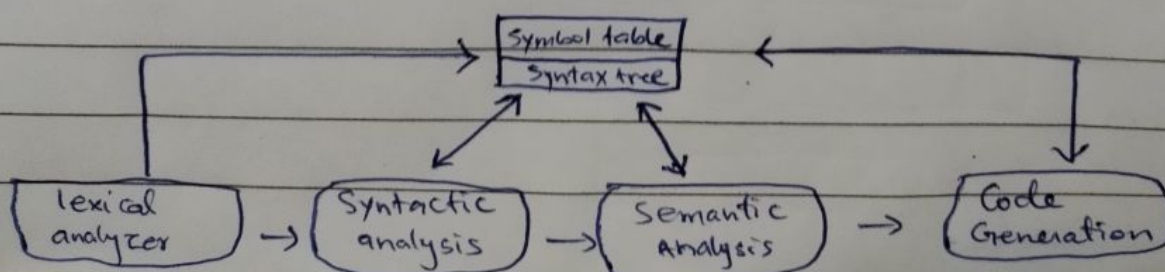 Symbol table
Syntax tree
lexical
analyzer
Syntactic
analysis
Semantic
Analysis
Code
Generation